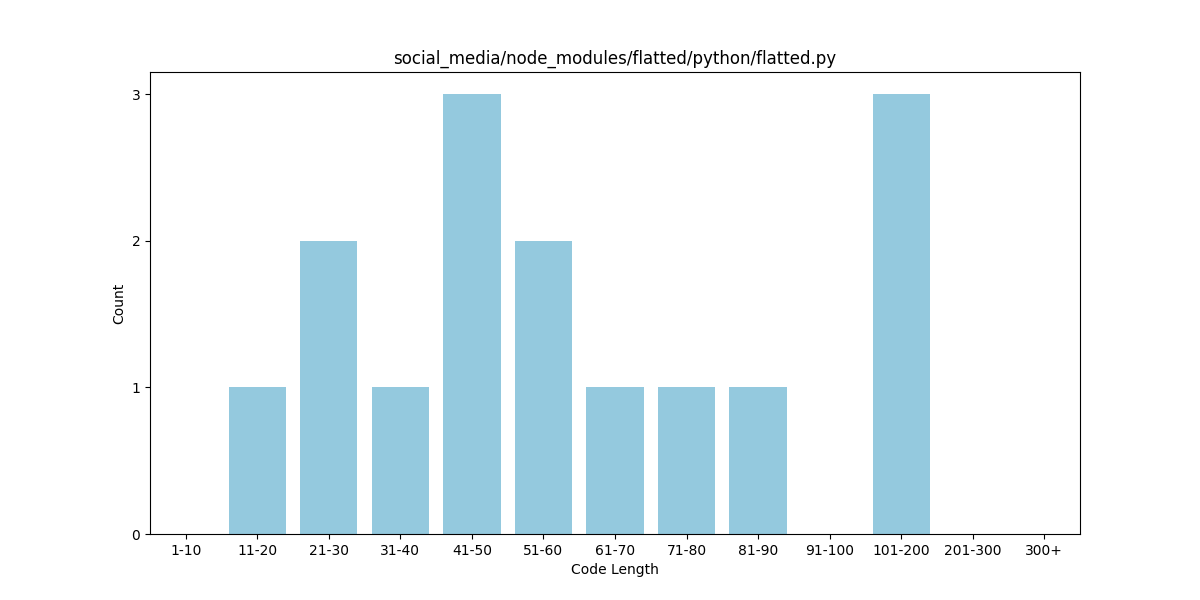 social_media/node_modules/flatted/python/flatted.py
3
2
1
0
Count
1-10 11-20 21-30 31-40 41-50 51-60 61-70 71-80 81-90 91-100 101-200 201-300 300+
Code Length